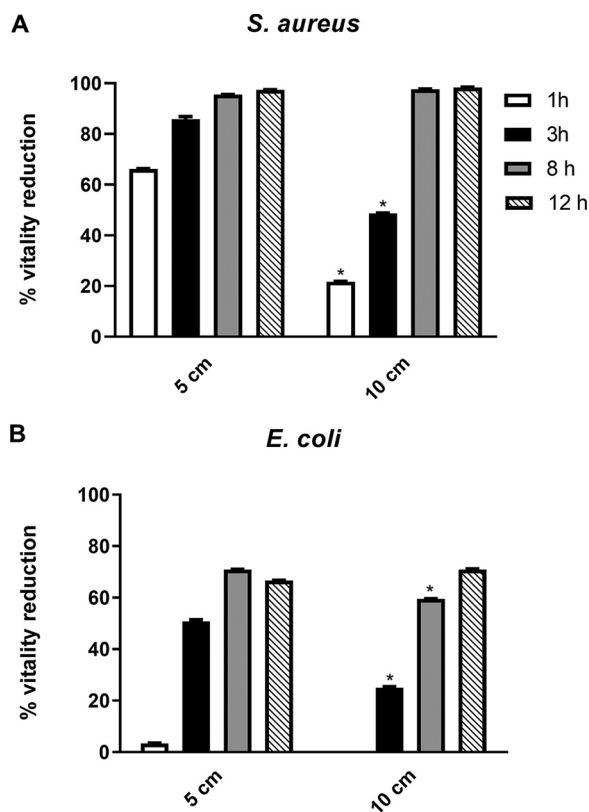 A
S. aureus
% vitality reduction
100
80
60
40
20
0
*
*
5 cm
10 cm
1h
3h
8 h
12 h
B
E. coli
% vitality reduction
100
80
60
40
20
0
*
*
5 cm
10 cm